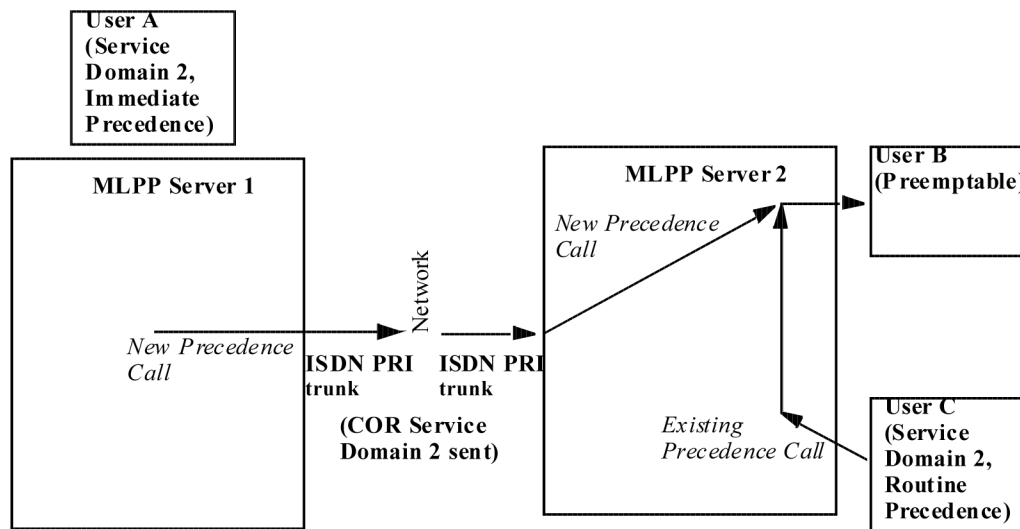 User A
(Service
Domain 2,
Immediate
Precedence)
MLPP Server 1
New Precedence
Call
ISDN PRI
trunk
Network
ISDN PRI
trunk
(COR Service
Domain 2 sent)
MLPP Server 2
New Precedence
Call
Existing
Precedence Call
User B
(Preemptable)
User C
(Service
Domain 2,
Routine
Precedence)